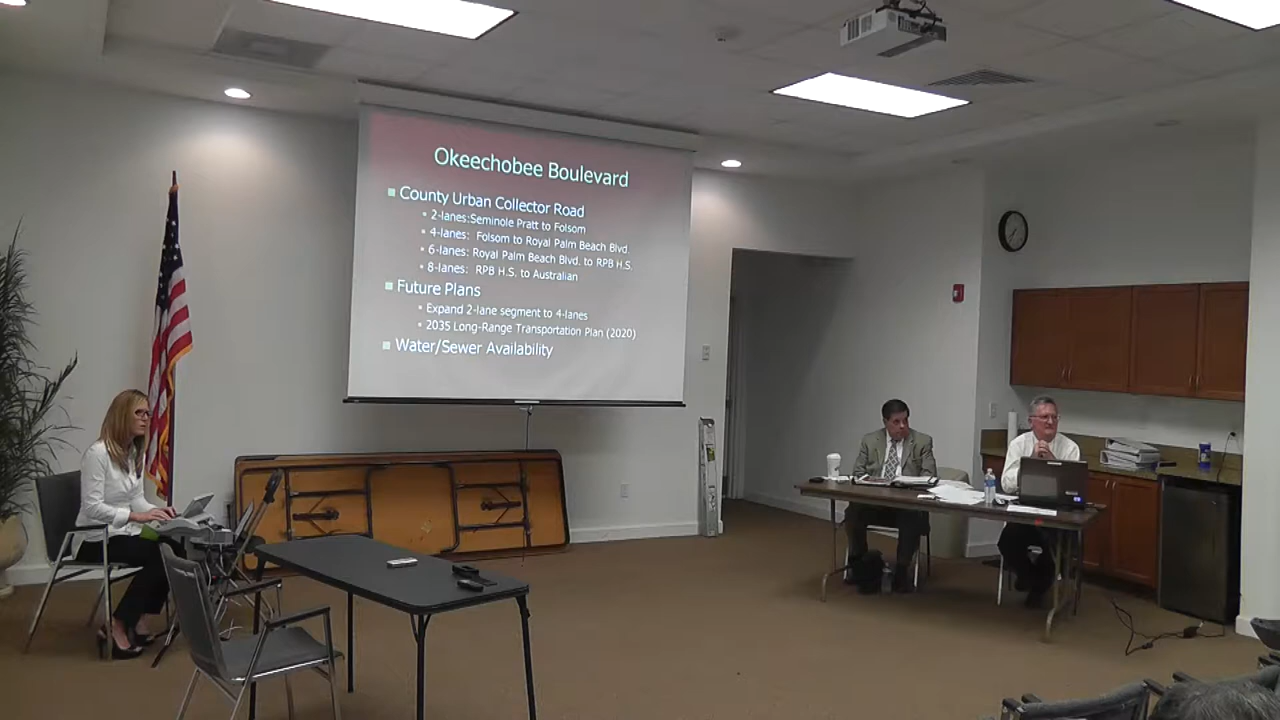 Okeechobee Boulevard
County Urban Collector Road
2-lanes:Seminole Pratt to Folsom
4-lanes: Folsom to Royal Palm Beach Blvd.
6-lanes: Royal Palm Beach Blvd. to RPB H.S.
8-lanes: RPB H.S. to Australian
Future Plans
Expand 2-lane segment to 4-lanes
2035 Long-Range Transportation Plan (2020)
Water/Sewer Availability